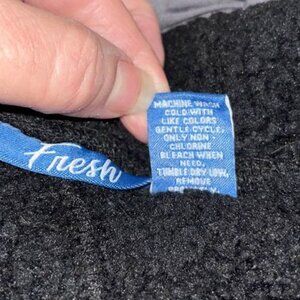 MACHINE WASH
COLD WITH
LIKE COLORS
GENTLE CYCLE.
ONLY NON -
CHLORINE
BLEACH WHEN
NEED.
TUMBLE DRY LOW,
REMOVE
PROMPTLY.
Fresh